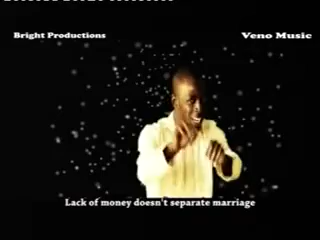 Bright Productions
Veno Music
Lack of money doesn't separate marriage